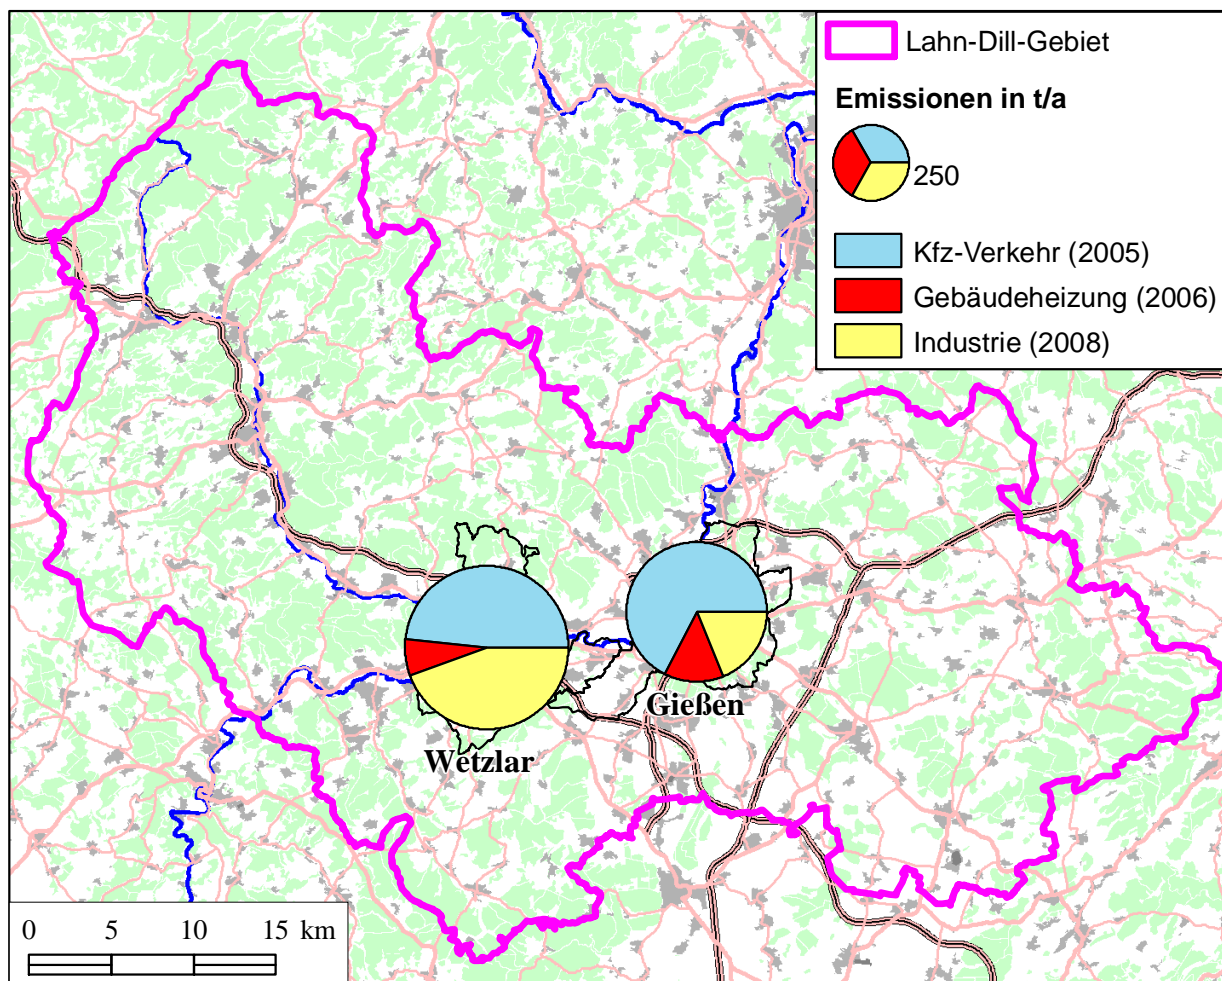 Lahn-Dill-Gebiet
Emissionen in t/a
250
Kfz-Verkehr (2005)
Gebäudeheizung (2006)
Industrie (2008)
Gießen
Wetzlar
0 5 10 15 km